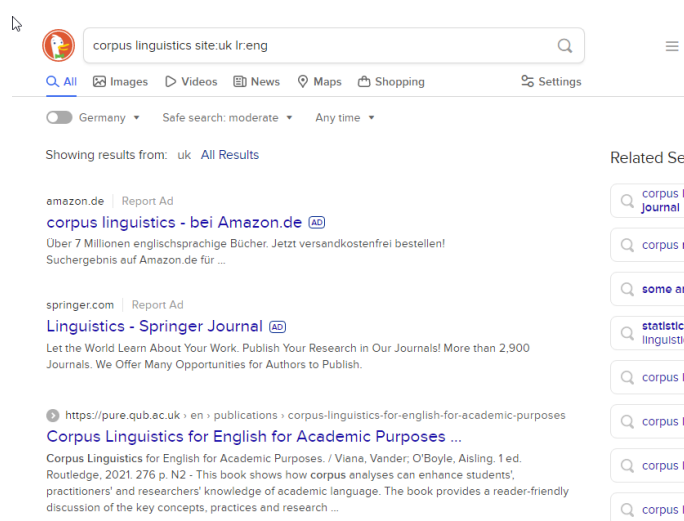 corpus linguistics site:uk lr:eng
All Images Videos News Maps Shopping Settings
Germany Safe search: moderate Any time
Showing results from: uk All Results
Related Se
amazon.de Report Ad
corpus linguistics - bei Amazon.de AD
Über 7 Millionen englischsprachige Bücher. Jetzt versandkostenfrei bestellen!
Suchergebnis auf Amazon.de für ...
springer.com Report Ad
Linguistics - Springer Journal AD
Let the World Learn About Your Work. Publish Your Research in Our Journals! More than 2,900
Journals. We Offer Many Opportunities for Authors to Publish.
https://pure.qub.ac.uk › en › publications › corpus-linguistics-for-english-for-academic-purposes
Corpus Linguistics for English for Academic Purposes ...
Corpus Linguistics for English for Academic Purposes. / Viana, Vander; O'Boyle, Aisling. 1 ed.
Routledge, 2021. 276 p. N2 - This book shows how corpus analyses can enhance students',
practitioners' and researchers' knowledge of academic language. The book provides a reader-friendly
discussion of the key concepts, practices and research ...
corpus
journal
corpus
some
statistic
linguisti
corpus
corpus
corpus
corpus